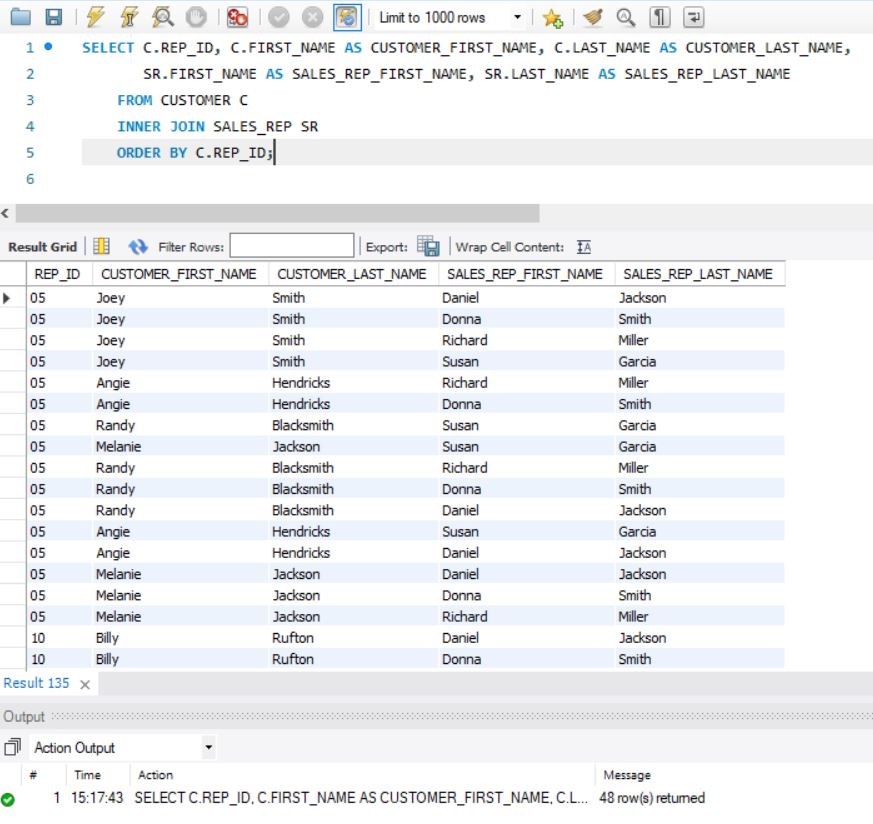 Limit to 1000 rows
1 SELECT C.REP_ID, C.FIRST_NAME AS CUSTOMER_FIRST_NAME, C.LAST_NAME AS CUSTOMER_LAST_NAME,
2 SR.FIRST_NAME AS SALES_REP_FIRST_NAME, SR.LAST_NAME AS SALES_REP_LAST_NAME
3 FROM CUSTOMER C
4 INNER JOIN SALES_REP SR
5 ORDER BY C.REP_ID;
6
Result Grid Filter Rows: Export: Wrap Cell Content: IA
REP_ID CUSTOMER_FIRST_NAME CUSTOMER_LAST_NAME SALES_REP_FIRST_NAME SALES_REP_LAST_NAME
05 Joey Smith Daniel Jackson
05 Joey Smith Donna Smith
05 Joey Smith Richard Miller
05 Joey Smith Susan Garcia
05 Angie Hendricks Richard Miller
05 Angie Hendricks Donna Smith
05 Randy Blacksmith Susan Garcia
05 Melanie Jackson Susan Garcia
05 Randy Blacksmith Richard Miller
05 Randy Blacksmith Donna Smith
05 Randy Blacksmith Daniel Jackson
05 Angie Hendricks Susan Garcia
05 Angie Hendricks Daniel Jackson
05 Melanie Jackson Daniel Jackson
05 Melanie Jackson Donna Smith
05 Melanie Jackson Richard Miller
10 Billy Rufton Daniel Jackson
10 Billy Rufton Donna Smith
Result 135
Output
Action Output
# Time Action Message
1 15:17:43 SELECT C.REP_ID, C.FIRST_NAME AS CUSTOMER_FIRST_NAME, C.L... 48 row(s) returned